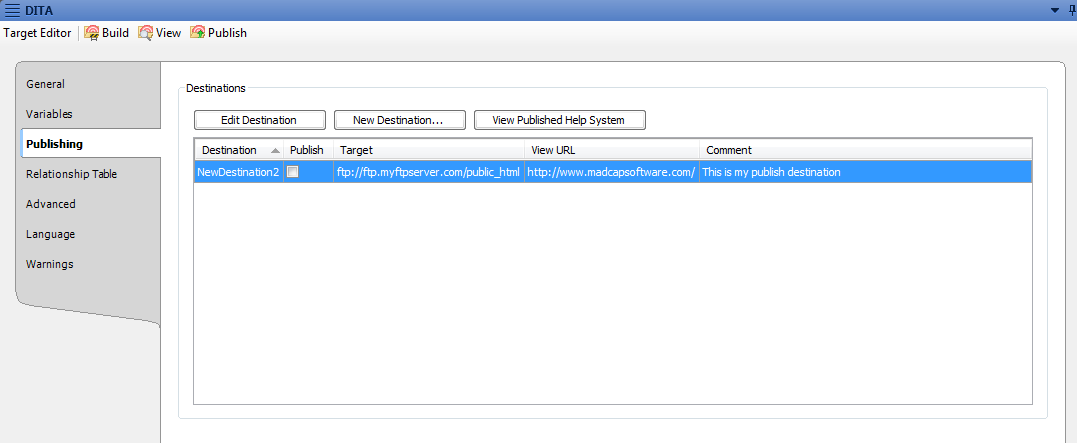 DITA
Target Editor Build View Publish
General
Variables
Publishing
Relationship Table
Advanced
Language
Warnings
Destinations
Edit Destination New Destination... View Published Help System
Destination Publish Target View URL Comment
NewDestination2 ftp://ftp.myftpserver.com/public_html http://www.madcapsoftware.com/ This is my publish destination